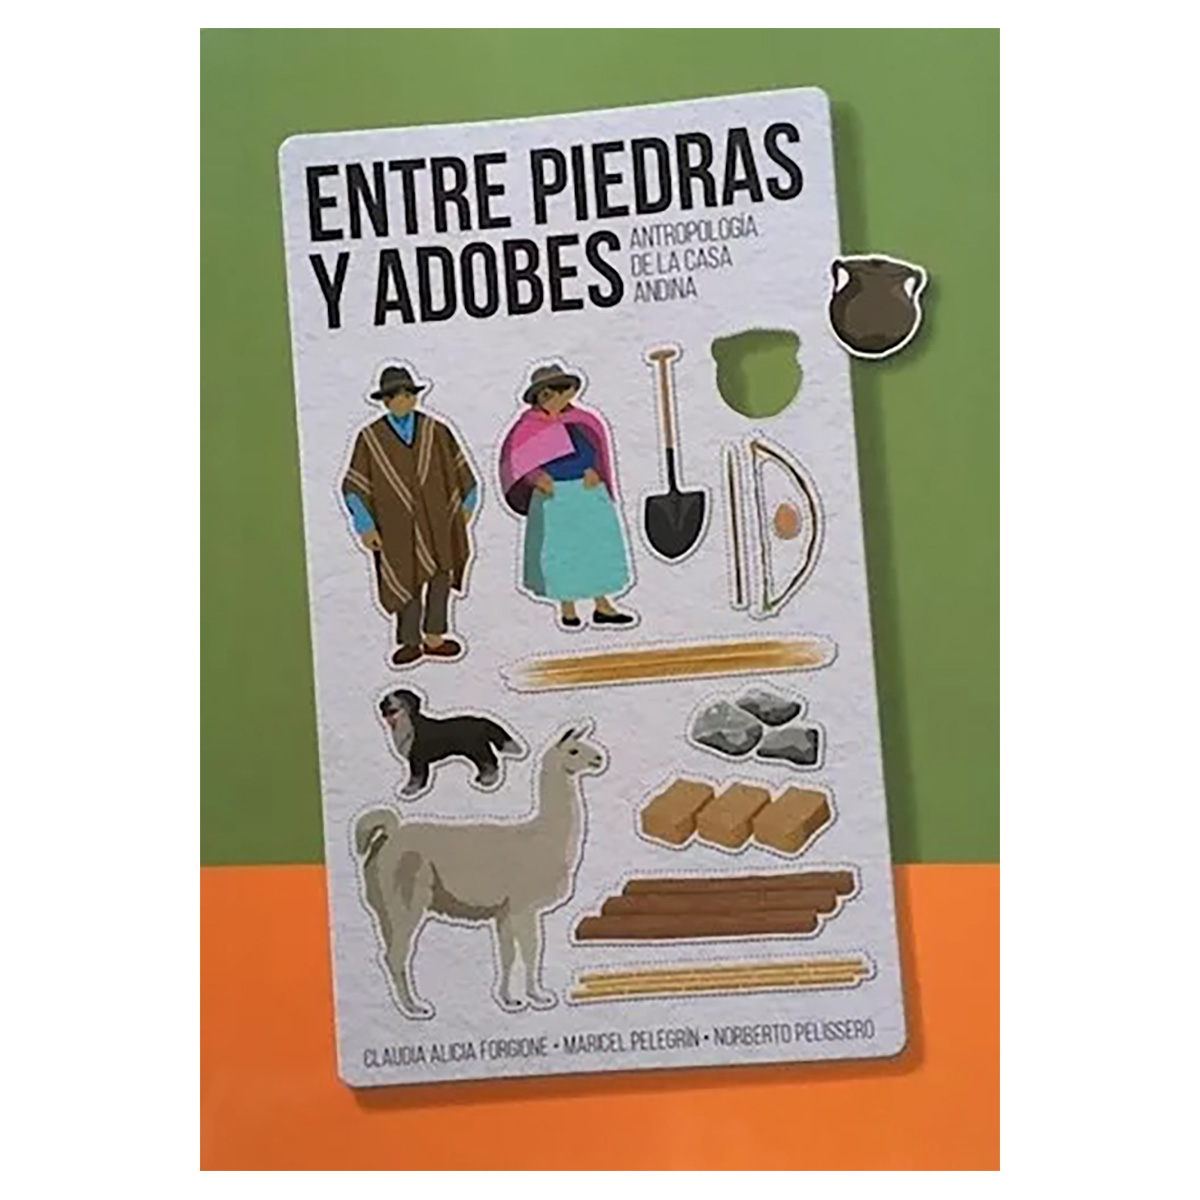 ENTRE PIEDRAS
Y ADOBES
ANTROPOLOGÍA
DE LA CASA
ANDINA
CLAUDIA ALICIA FORGIONE • MARICEL PELEGRÍN • NORBERTO PELISSERO